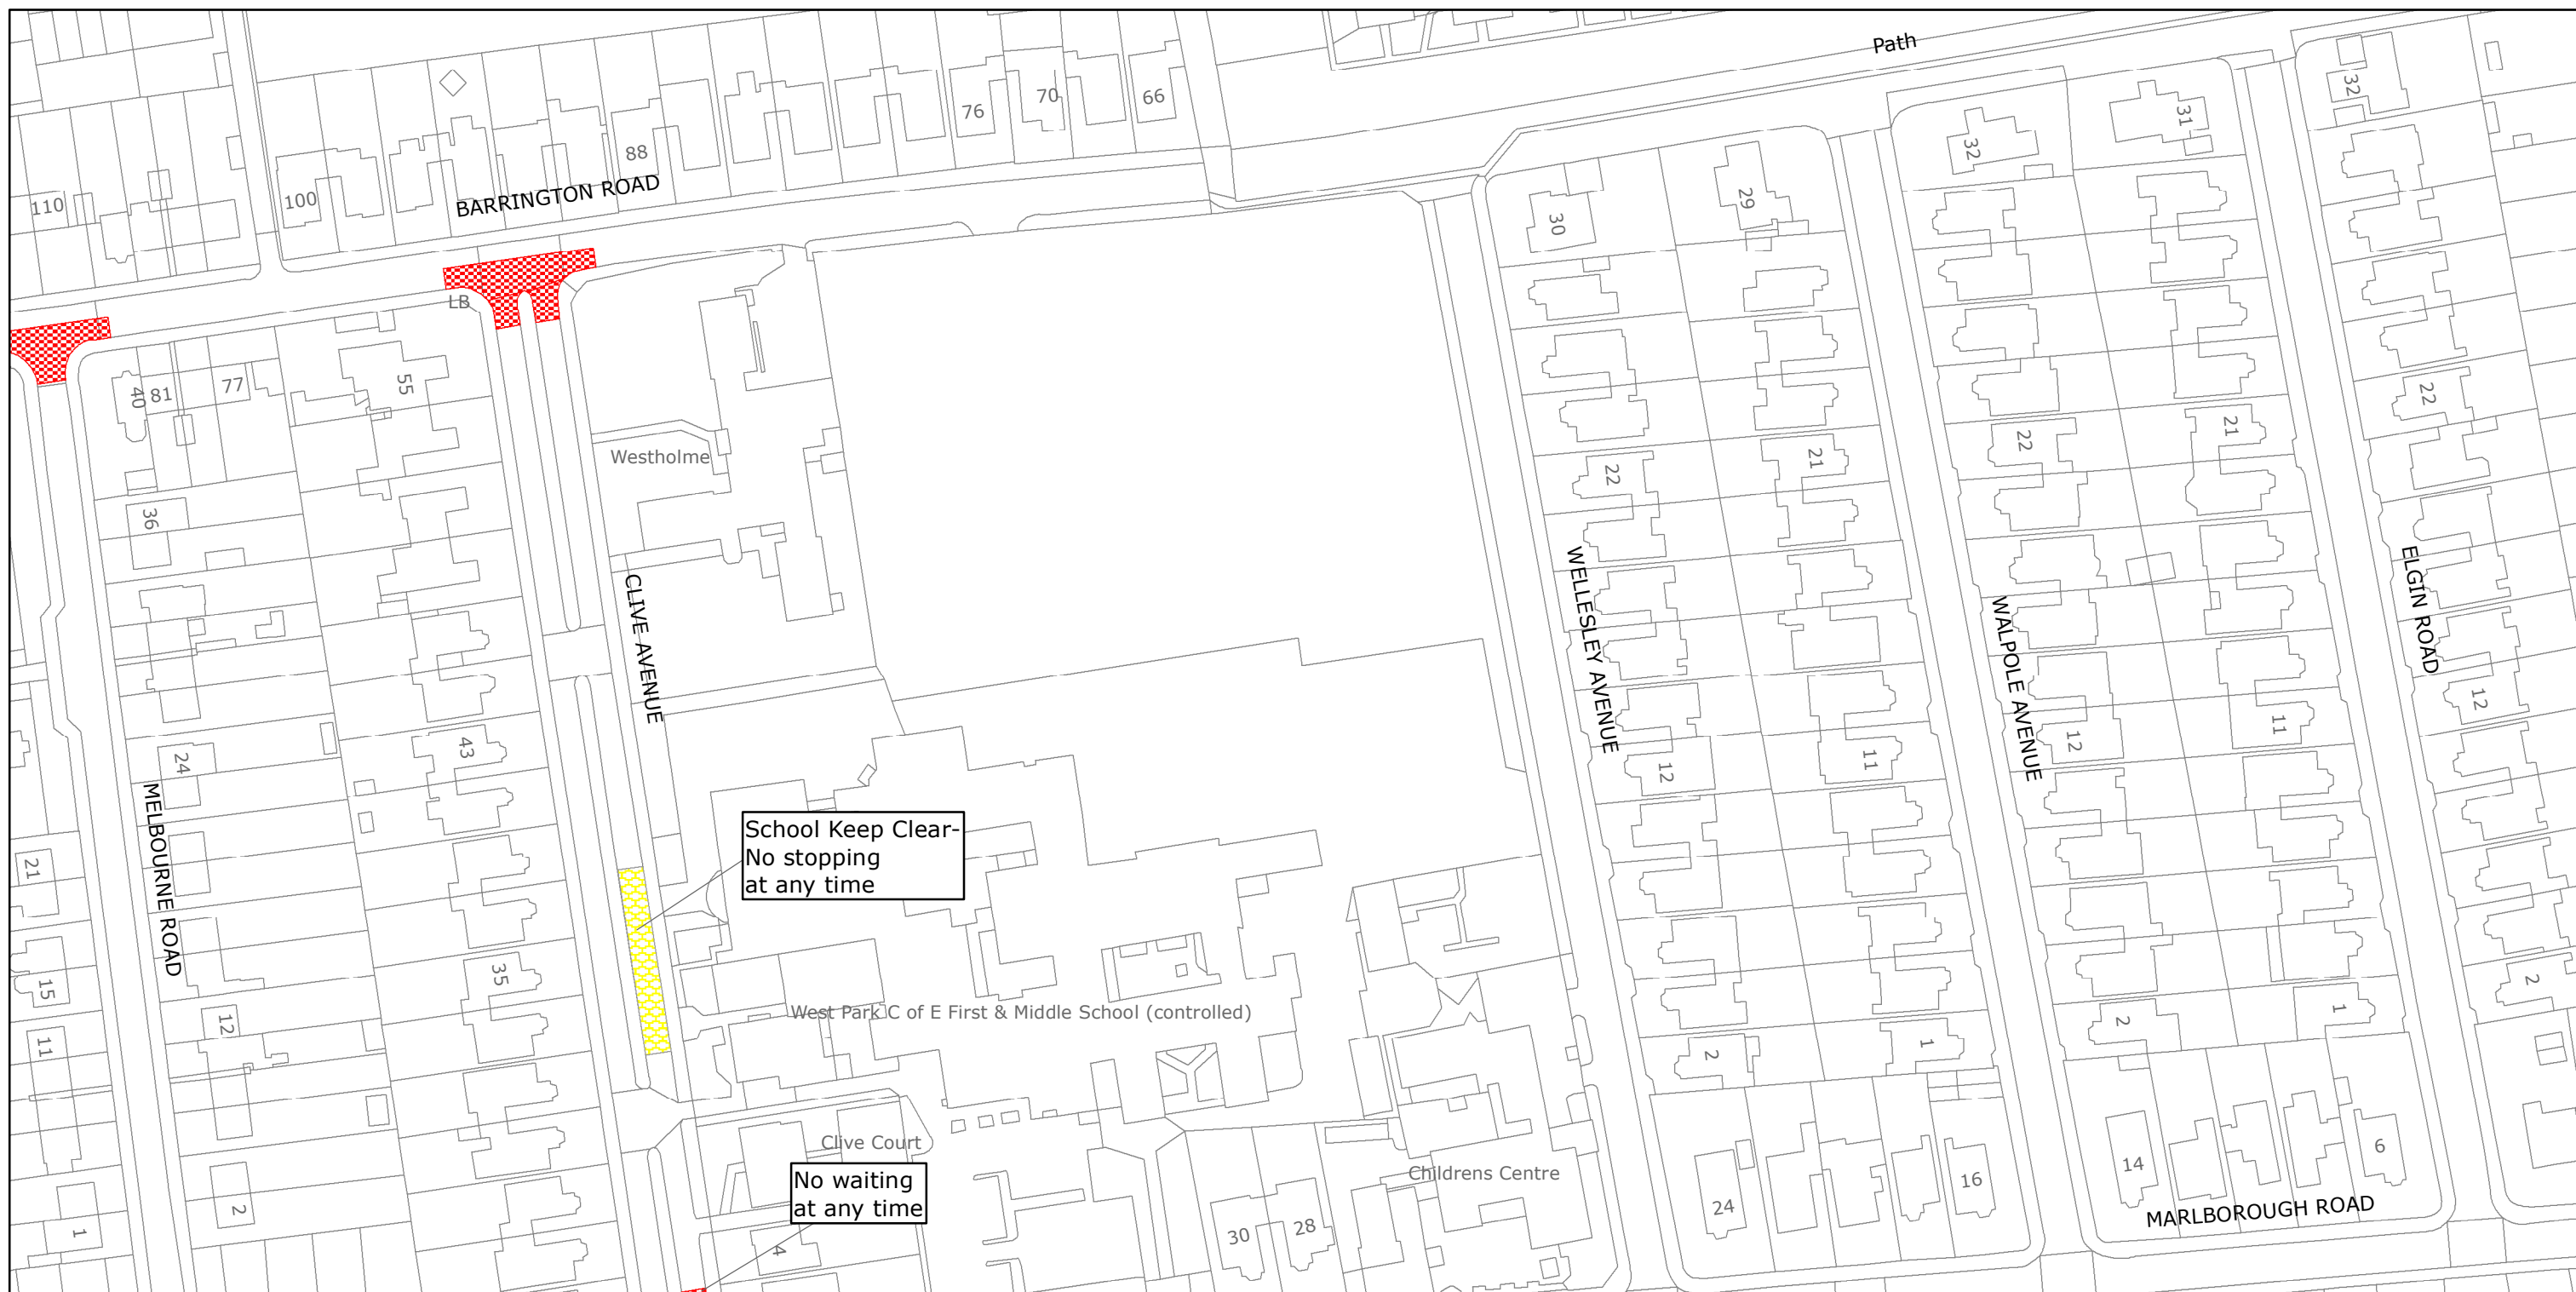 Path
32
31
32
76
70
66
88
100
110
BARRINGTON ROAD
30
29
LB
40
81
77
55
22
22
21
22
21
Westholme
36
CLIVE AVENUE
WELLESLEY AVENUE
WALPOLE AVENUE
ELGIN ROAD
12
11
12
12
11
43
24
MELBOURNE ROAD
School Keep Clear-
No stopping
at any time
21
15
35
12
11
West Park C of E First & Middle School (controlled)
2
1
2
1
2
Clive Court
No waiting
at any time
Childrens Centre
2
1
4
30
28
24
16
14
6
MARLBOROUGH ROAD